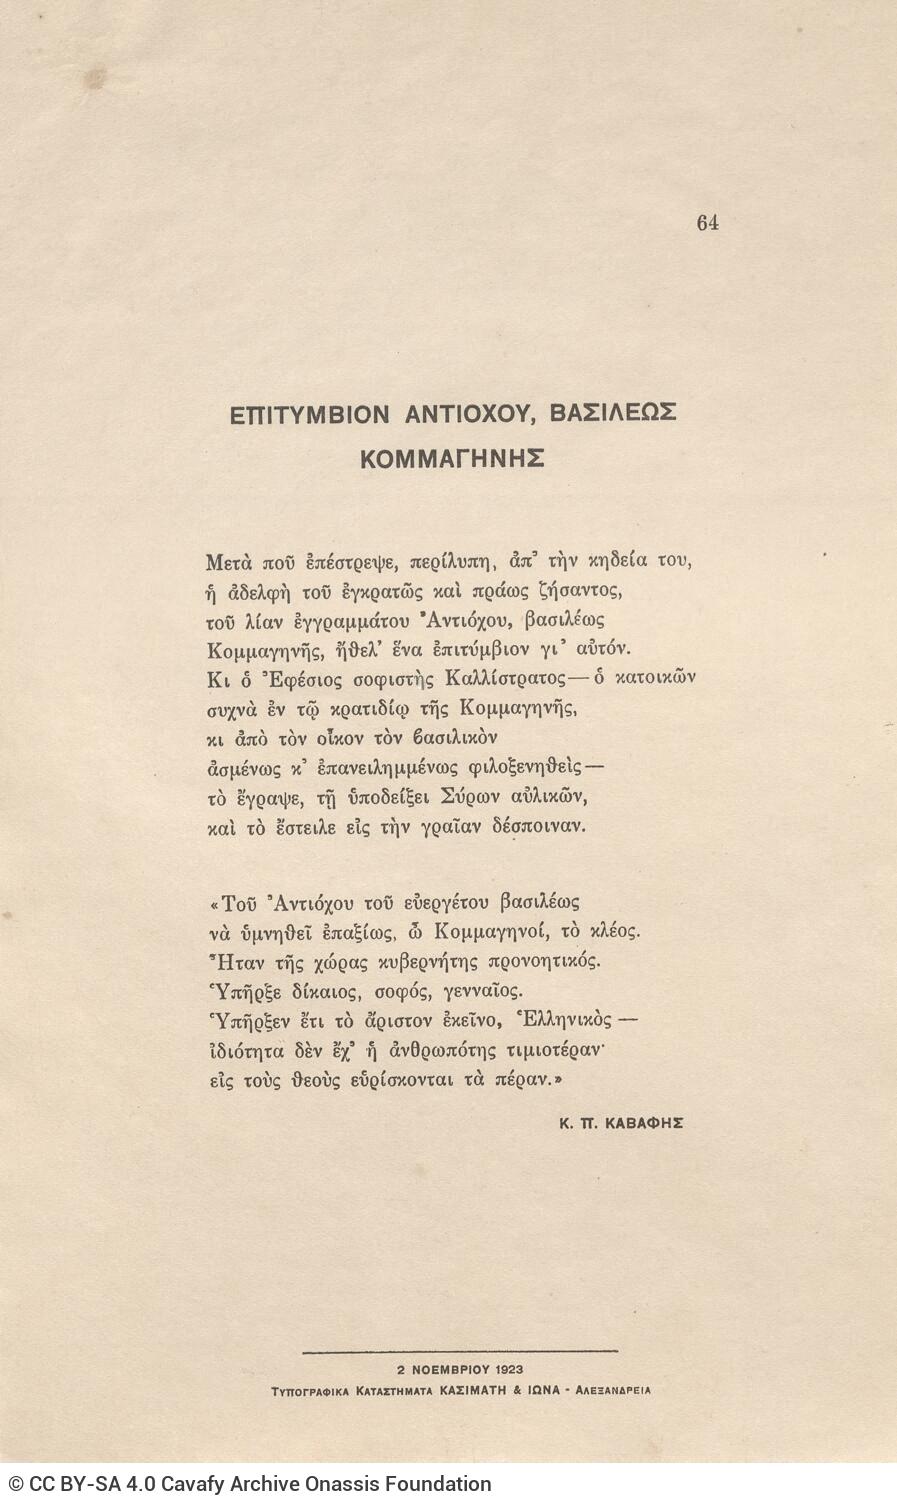 64
ΕΠΙΤΥΜΒΙΟΝ ΑΝΤΙΟΧΟΥ, ΒΑΣΙΛΕΩΣ
ΚΟΜΜΑΓΗΝΗΣ
Μετὰ ποῦ ἐπέστρεψε, περίλυπη, ἀπ’ τὴν κηδεία του,
ἡ ἀδελφὴ τοῦ ἐγκρατῶς καὶ πράως ζήσαντος,
τοῦ λίαν ἐγγραμμάτου Ἀντιόχου, βασιλέως
Κομμαγηνῆς, ἤθελ’ ἕνα ἐπιτύμβιον γι’ αὐτόν.
Κι ὁ Ἐφέσιος σοφιστὴς Καλλίστρατος — ὁ κατοικῶν
συχνὰ ἐν τῷ κρατιδίῳ τῆς Κομμαγηνῆς,
κι ἀπὸ τὸν οἶκον τὸν βασιλικὸν
ἀσμένως κ’ ἐπανειλημμένως φιλοξενηθεὶς —
τὸ ἔγραψε, τῇ ὑποδείξει Σύρων αὐλικῶν,
καὶ τὸ ἔστειλε εἰς τὴν γραῖαν δέσποιναν.
«Τοῦ Ἀντιόχου τοῦ εὐεργέτου βασιλέως
νὰ ὑμνηθεῖ ἐπαξίως, ὦ Κομμαγηνοί, τὸ κλέος.
Ἦταν τῆς χώρας κυβερνήτης προνοητικός.
Ὑπῆρξε δίκαιος, σοφός, γενναῖος.
Ὑπῆρξεν ἔτι τὸ ἄριστον ἐκεῖνο, Ἑλληνικὸς —
ἰδιότητα δὲν ἔχ’ ἡ ἀνθρωπότης τιμιοτέραν·
εἰς τοὺς θεοὺς εὑρίσκονται τὰ πέραν.»
Κ. Π. ΚΑΒΑΦΗΣ
2 ΝΟΕΜΒΡΙΟΥ 1923
ΤΥΠΟΓΡΑΦΙΚΑ ΚΑΤΑΣΤΗΜΑΤΑ ΚΑΣΙΜΑΤΗ & ΙΩΝΑ - ΑΛΕΞΑΝΔΡΕΙΑ
© CC BY-SA 4.0 Cavafy Archive Onassis Foundation